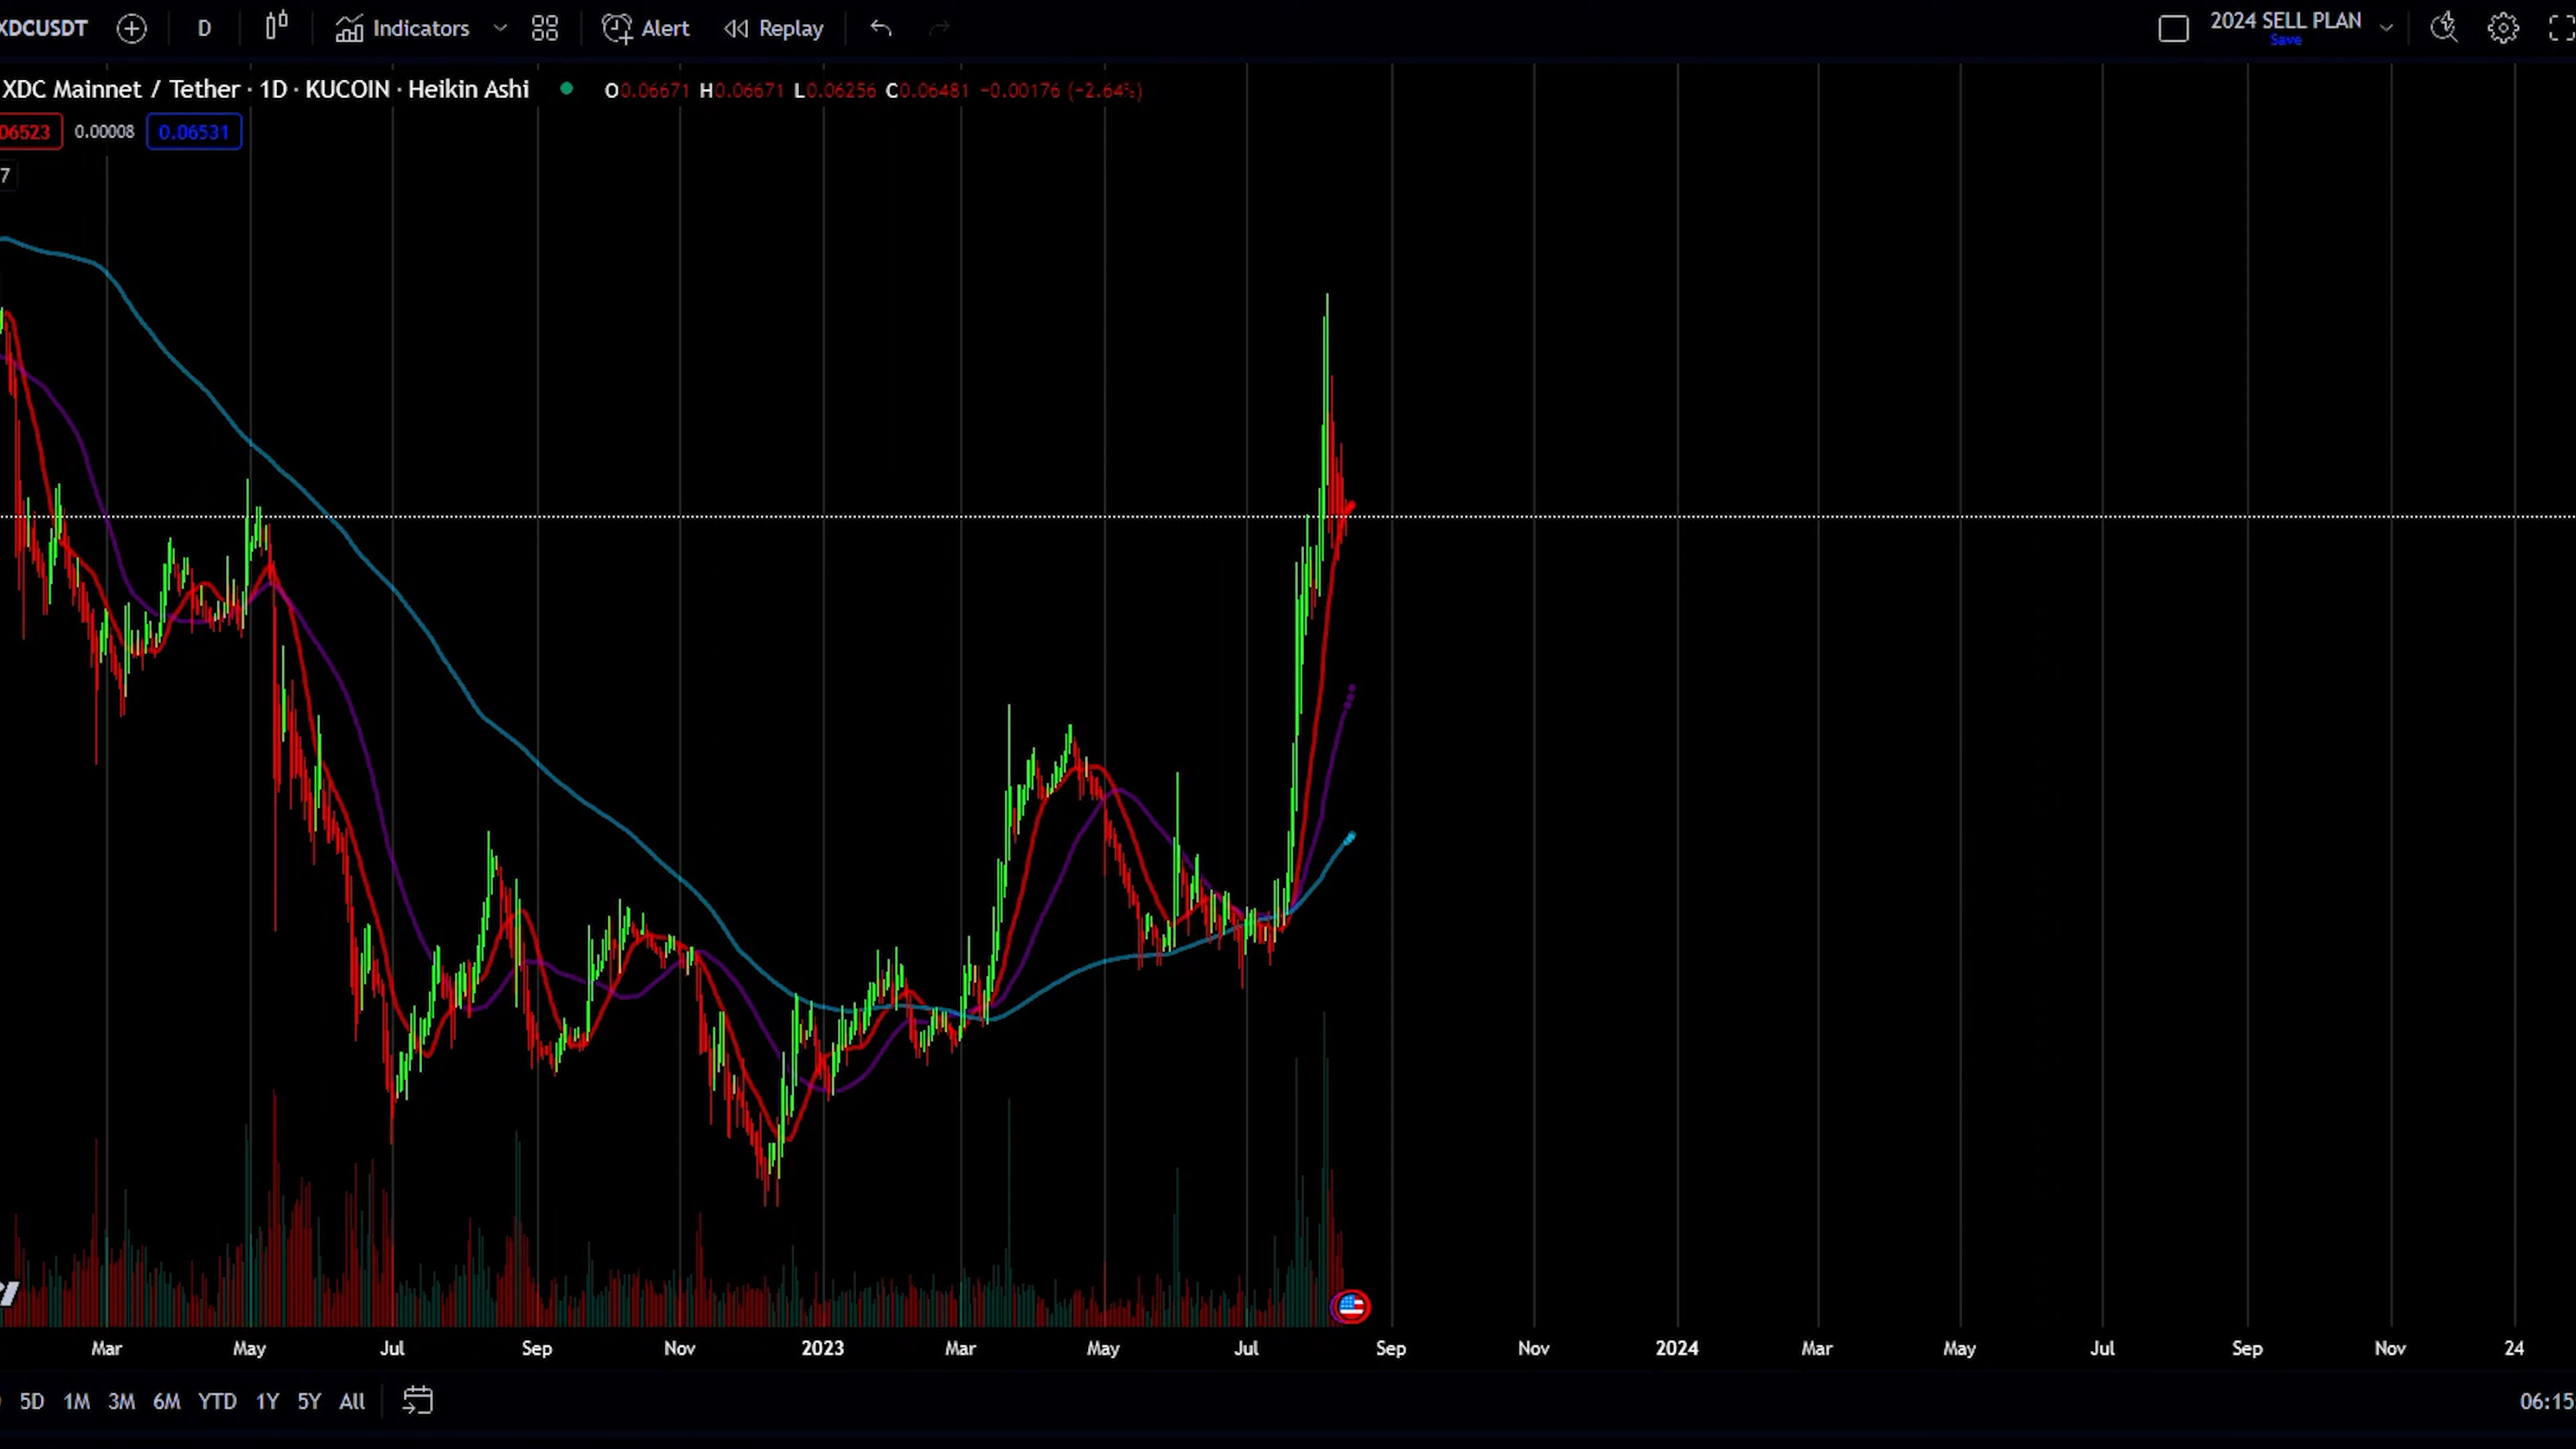 XDCUSDT D Indicators Alert Replay 2024 SELL PLAN
Save
XDC Mainnet / Tether · 1D · KUCOIN · Heikin Ashi O0.06671 H0.06671 L0.06256 C0.06481 −0.00176 (−2.64%)
06523 0.00008 0.06531
7
Mar May Jul Sep Nov 2023 Mar May Jul Sep Nov 2024 Mar May Jul Sep Nov 24
5D 1M 3M 6M YTD 1Y 5Y All 06:15